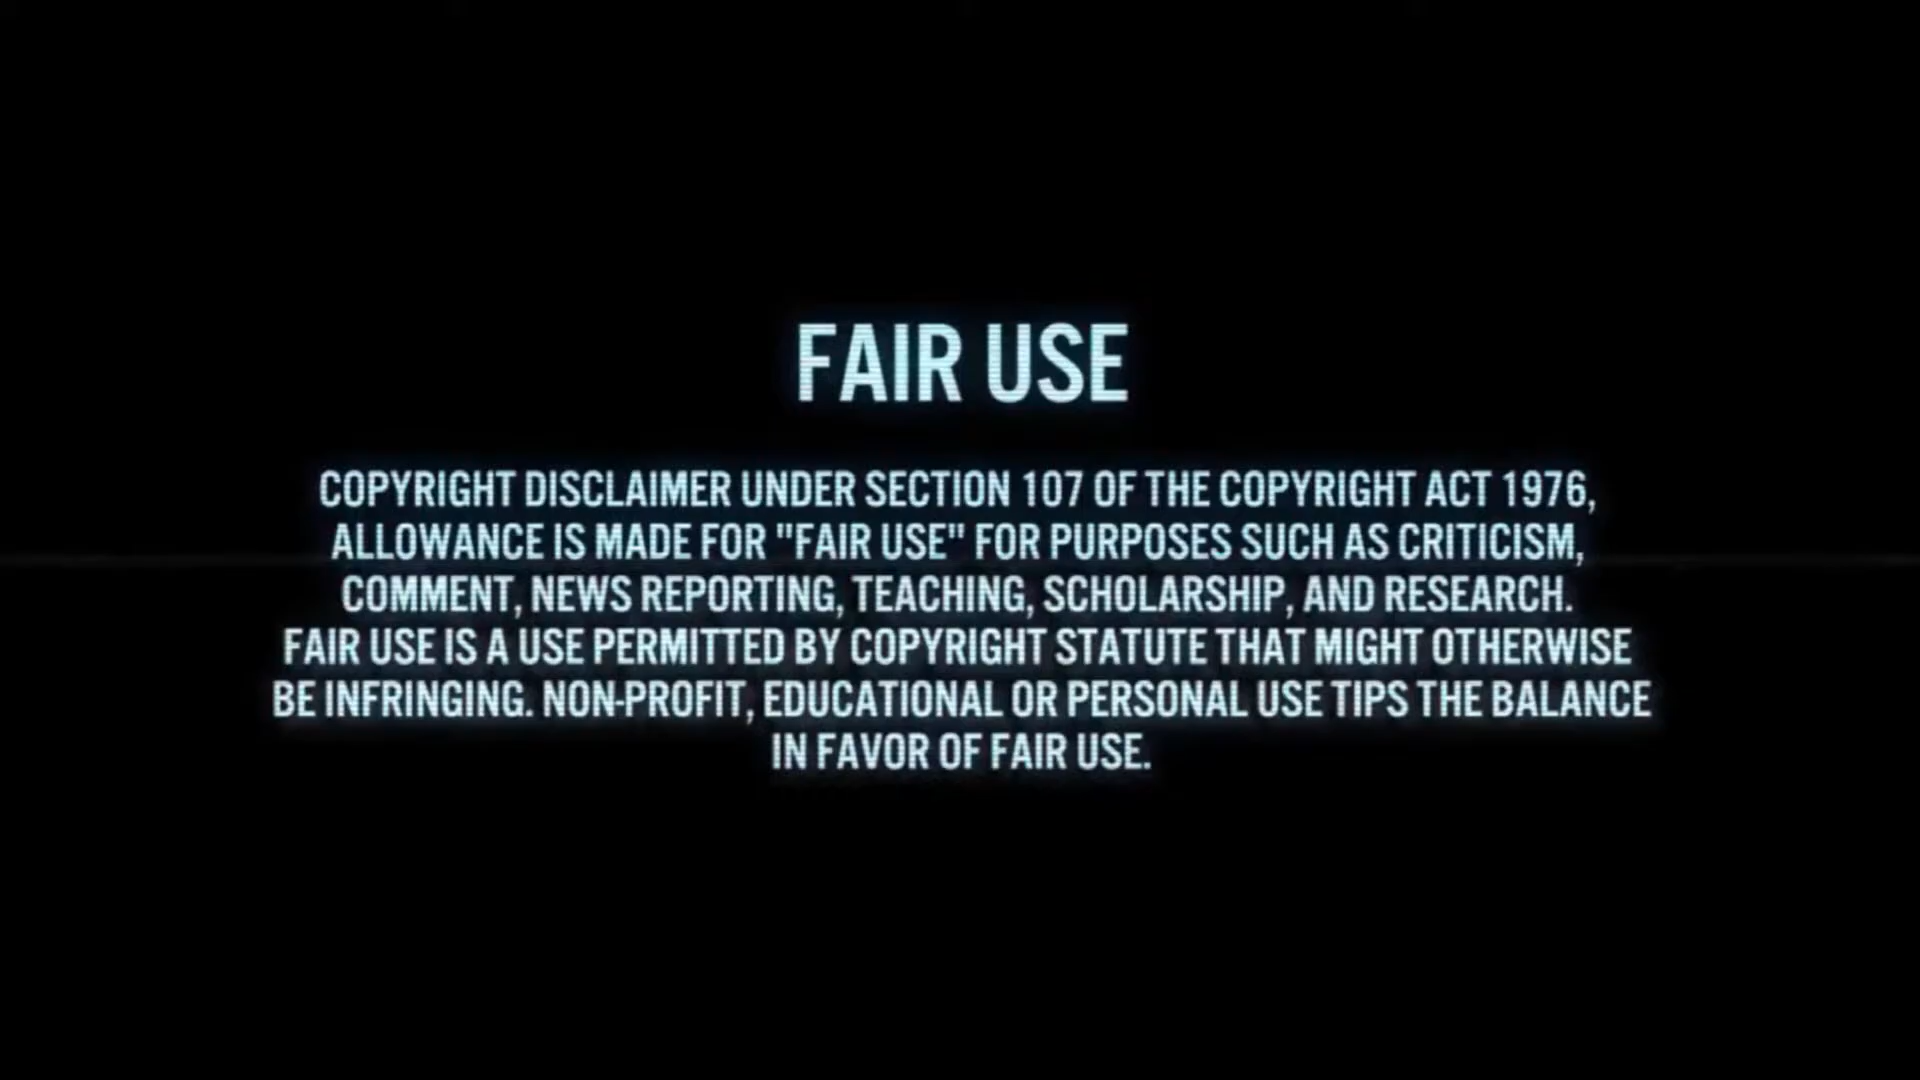 FAIR USE
COPYRIGHT DISCLAIMER UNDER SECTION 107 OF THE COPYRIGHT ACT 1976,
ALLOWANCE IS MADE FOR "FAIR USE" FOR PURPOSES SUCH AS CRITICISM,
COMMENT, NEWS REPORTING, TEACHING, SCHOLARSHIP, AND RESEARCH.
FAIR USE IS A USE PERMITTED BY COPYRIGHT STATUTE THAT MIGHT OTHERWISE
BE INFRINGING. NON-PROFIT, EDUCATIONAL OR PERSONAL USE TIPS THE BALANCE
IN FAVOR OF FAIR USE.